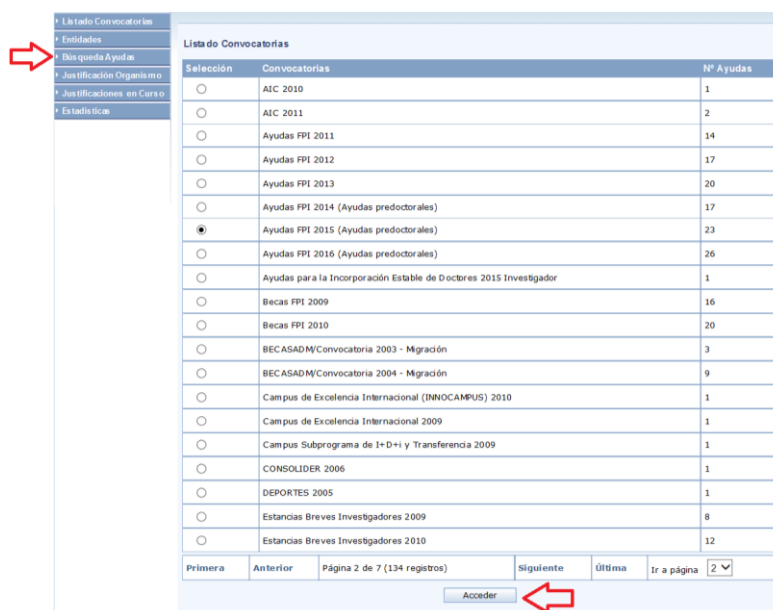 Listado Convocatorias
Entidades
Búsqueda Ayudas
Justificación Organismo
Justificaciones en Curso
Estadísticas
Listado Convocatorias
Selección Convocatorias Nº Ayudas
AIC 2010 1
AIC 2011 2
Ayudas FPI 2011 14
Ayudas FPI 2012 17
Ayudas FPI 2013 20
Ayudas FPI 2014 (Ayudas predoctorales) 17
Ayudas FPI 2015 (Ayudas predoctorales) 23
Ayudas FPI 2016 (Ayudas predoctorales) 26
Ayudas para la Incorporación Estable de Doctores 2015 Investigador 1
Becas FPI 2009 16
Becas FPI 2010 20
BECASADM/Convocatoria 2003 - Migración 3
BECASADM/Convocatoria 2004 - Migración 9
Campus de Excelencia Internacional (INNOCAMPUS) 2010 1
Campus de Excelencia Internacional 2009 1
Campus Subprograma de I+D+i y Transferencia 2009 1
CONSOLIDER 2006 1
DEPORTES 2005 1
Estancias Breves Investigadores 2009 8
Estancias Breves Investigadores 2010 12
Primera Anterior Página 2 de 7 (134 registros) Siguiente Última Ir a página 2
Acceder